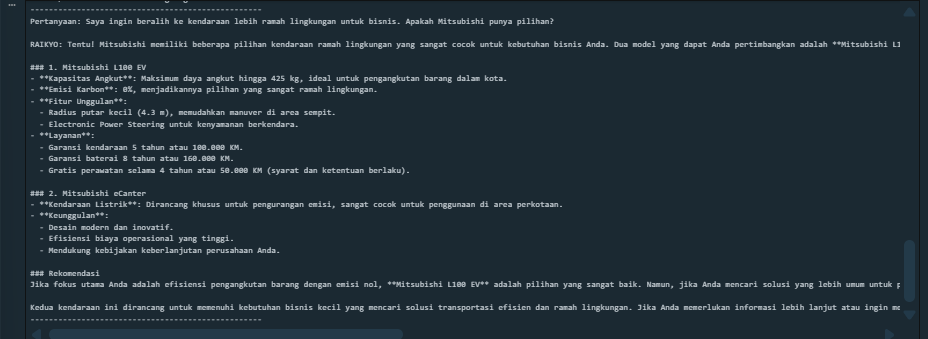 ...
--------------------------------------------------
Pertanyaan: Saya ingin beralih ke kendaraan lebih ramah lingkungan untuk bisnis. Apakah Mitsubishi punya pilihan?
RAIKYO: Tentu! Mitsubishi memiliki beberapa pilihan kendaraan ramah lingkungan yang sangat cocok untuk kebutuhan bisnis Anda. Dua model yang dapat Anda pertimbangkan adalah **Mitsubishi L1
### 1. Mitsubishi L100 EV
- **Kapasitas Angkut**: Maksimum daya angkut hingga 425 kg, ideal untuk pengangkutan barang dalam kota.
- **Emisi Karbon**: 0%, menjadikannya pilihan yang sangat ramah lingkungan.
- **Fitur Unggulan**:
- Radius putar kecil (4.3 m), memudahkan manuver di area sempit.
- Electronic Power Steering untuk kenyamanan berkendara.
- **Layanan**:
- Garansi kendaraan 5 tahun atau 100.000 KM.
- Garansi baterai 8 tahun atau 160.000 KM.
- Gratis perawatan selama 4 tahun atau 50.000 KM (syarat dan ketentuan berlaku).
### 2. Mitsubishi eCanter
- **Kendaraan Listrik**: Dirancang khusus untuk pengurangan emisi, sangat cocok untuk penggunaan di area perkotaan.
- **Keunggulan**:
- Desain modern dan inovatif.
- Efisiensi biaya operasional yang tinggi.
- Mendukung kebijakan keberlanjutan perusahaan Anda.
### Rekomendasi
Jika fokus utama Anda adalah efisiensi pengangkutan barang dengan emisi nol, **Mitsubishi L100 EV** adalah pilihan yang sangat baik. Namun, jika Anda mencari solusi yang lebih umum untuk p
Kedua kendaraan ini dirancang untuk memenuhi kebutuhan bisnis kecil yang mencari solusi transportasi efisien dan ramah lingkungan. Jika Anda memerlukan informasi lebih lanjut atau ingin me
--------------------------------------------------